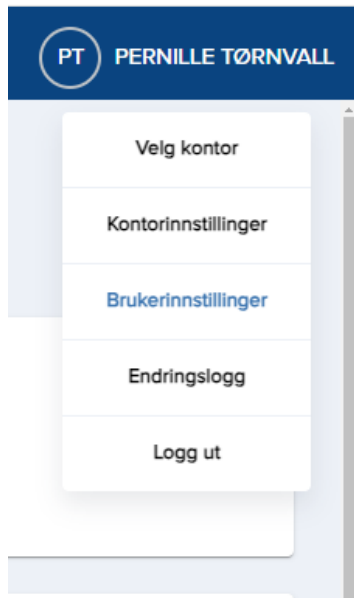 PT PERNILLE TØRNVALL
Velg kontor
Kontorinnstillinger
Brukerinnstillinger
Endringslogg
Logg ut